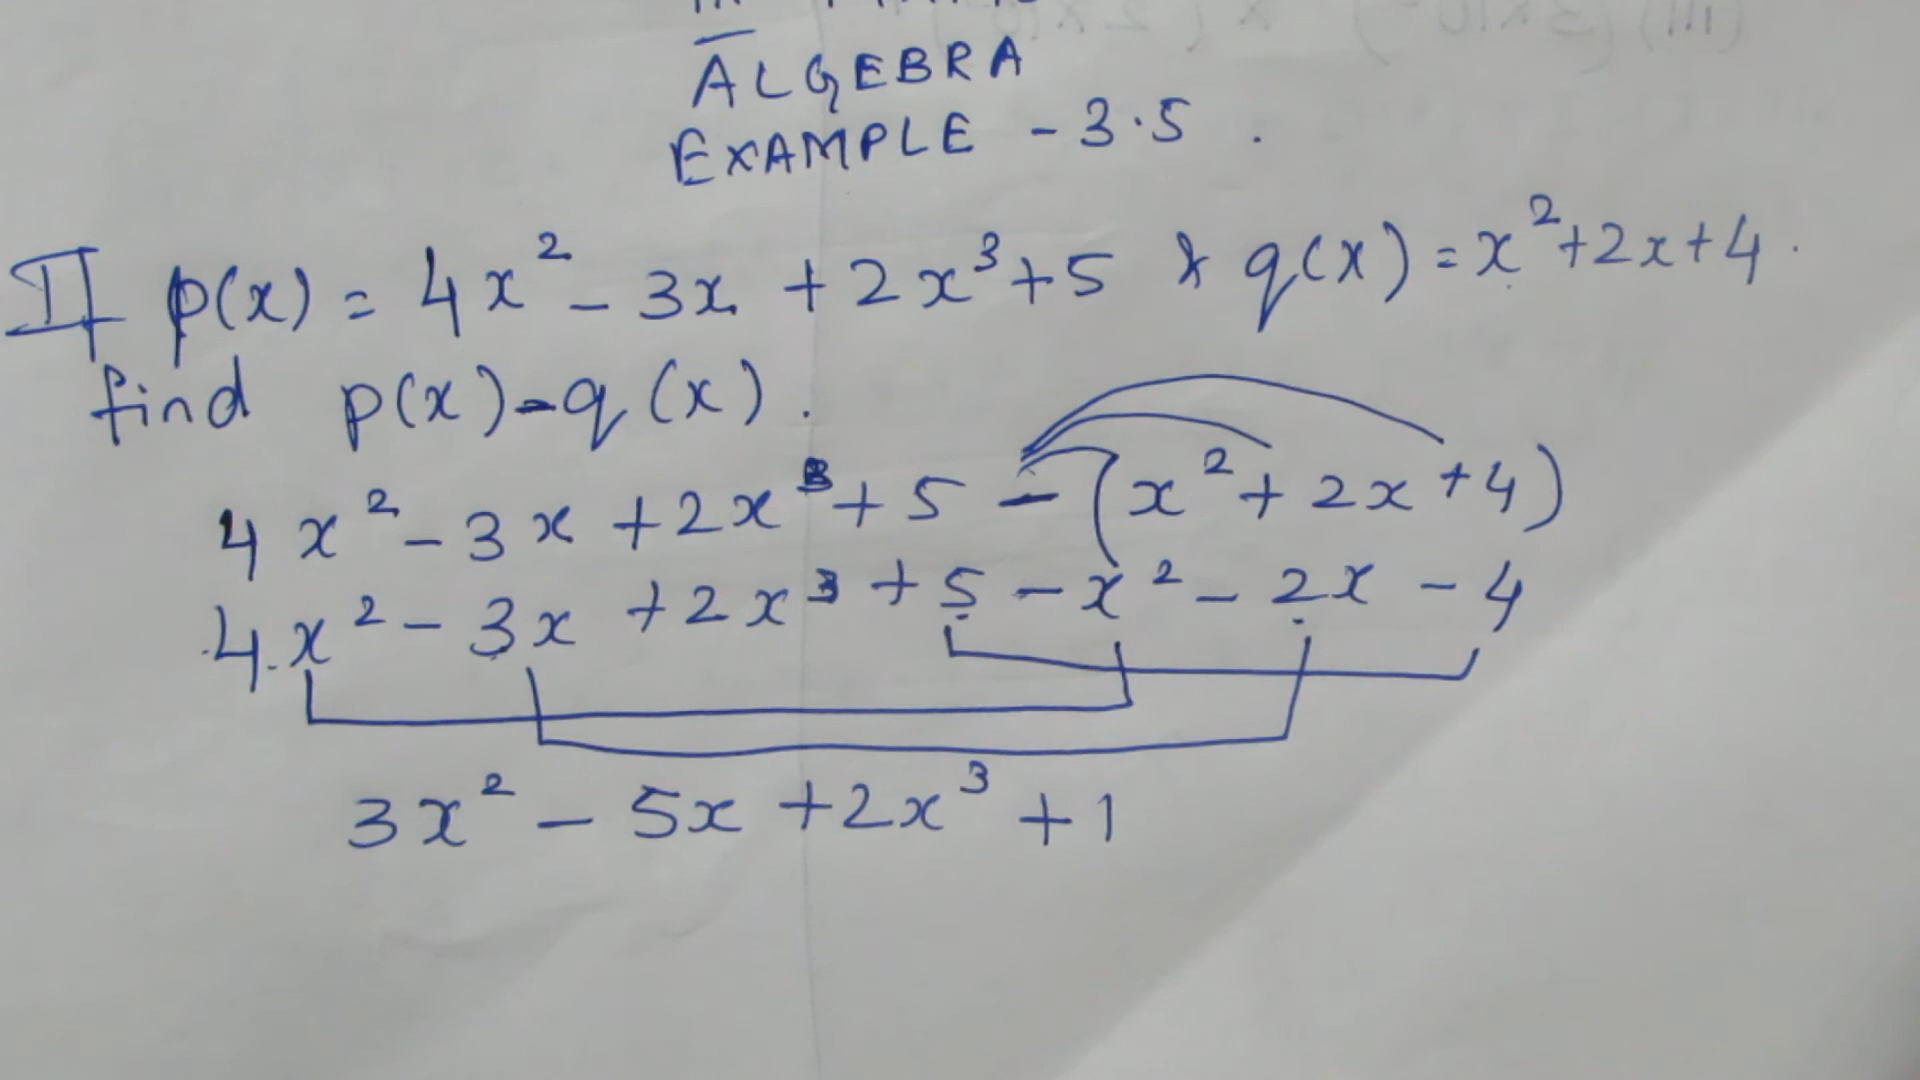 ALGEBRA
EXAMPLE - 3.5.
If p(x) = 4x² - 3x + 2x³ + 5 & q(x) = x² + 2x + 4.
find p(x) - q(x).
4x² - 3x + 2x³ + 5 - (x² + 2x + 4)
4x² - 3x + 2x³ + 5 - x² - 2x - 4
3x² - 5x + 2x³ + 1